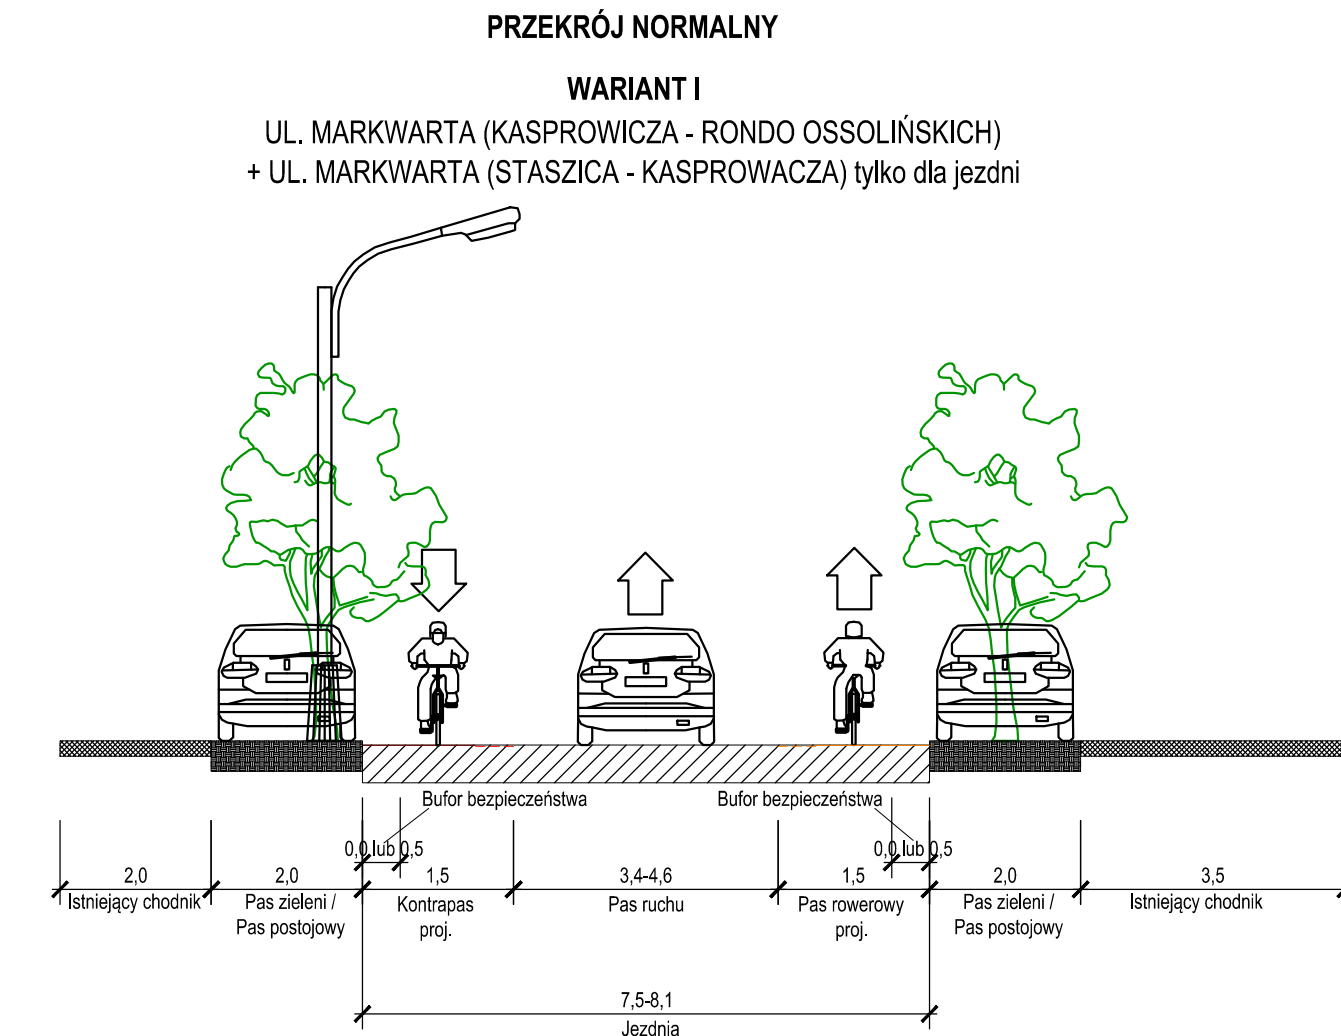 PRZEKRÓJ NORMALNY
WARIANT I
UL. MARKWARTA (KASPROWICZA - RONDO OSSOLIŃSKICH)
+ UL. MARKWARTA (STASZICA - KASPROWACZA) tylko dla jezdni
Bufor bezpieczeństwa
Bufor bezpieczeństwa
0,0 lub 0,5
0,0 lub 0,5
2,0
2,0
1,5
3,4-4,6
1,5
2,0
3,5
Istniejący chodnik
Pas zieleni /
Pas postojowy
Kontrapas
proj.
Pas ruchu
Pas rowerowy
proj.
Pas zieleni /
Pas postojowy
Istniejący chodnik
7,5-8,1
Jezdnia